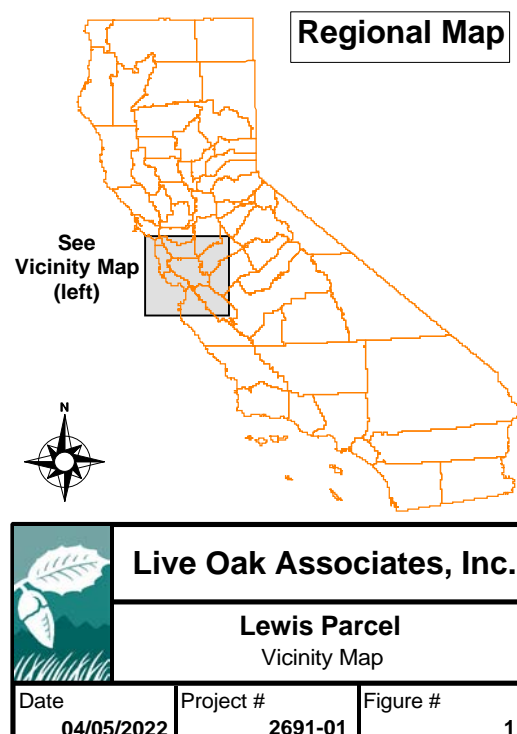 Regional Map
See
Vicinity Map
(left)
N
Live Oak Associates, Inc.
Lewis Parcel
Vicinity Map
Date
04/05/2022
Project #
2691-01
Figure #
1